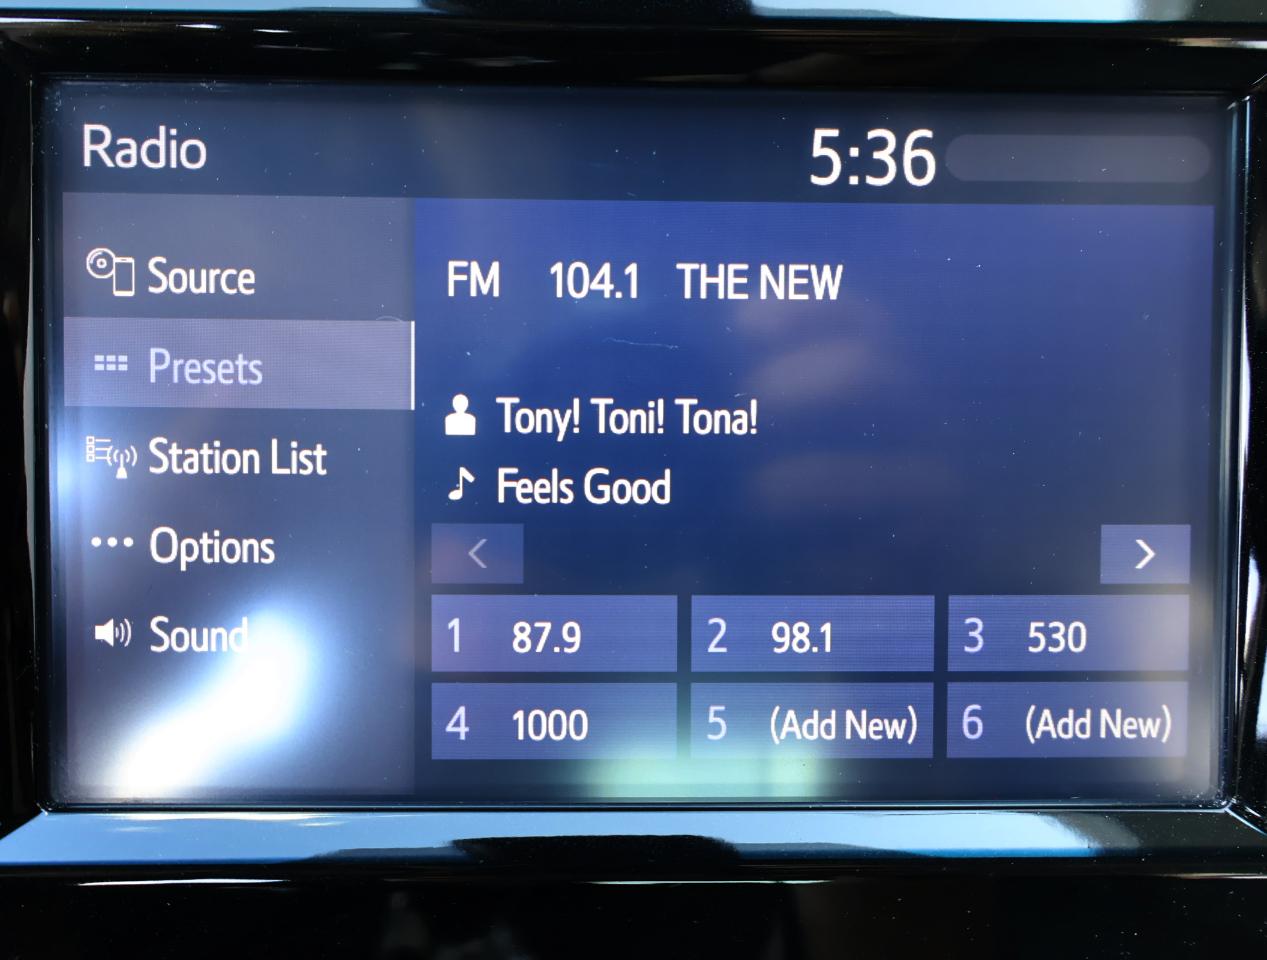 Radio
5:36
Source
Presets
Station List
Options
Sound
FM 104.1 THE NEW
Tony! Toni! Tona!
Feels Good
1 87.9
2 98.1
3 530
4 1000
5 (Add New)
6 (Add New)